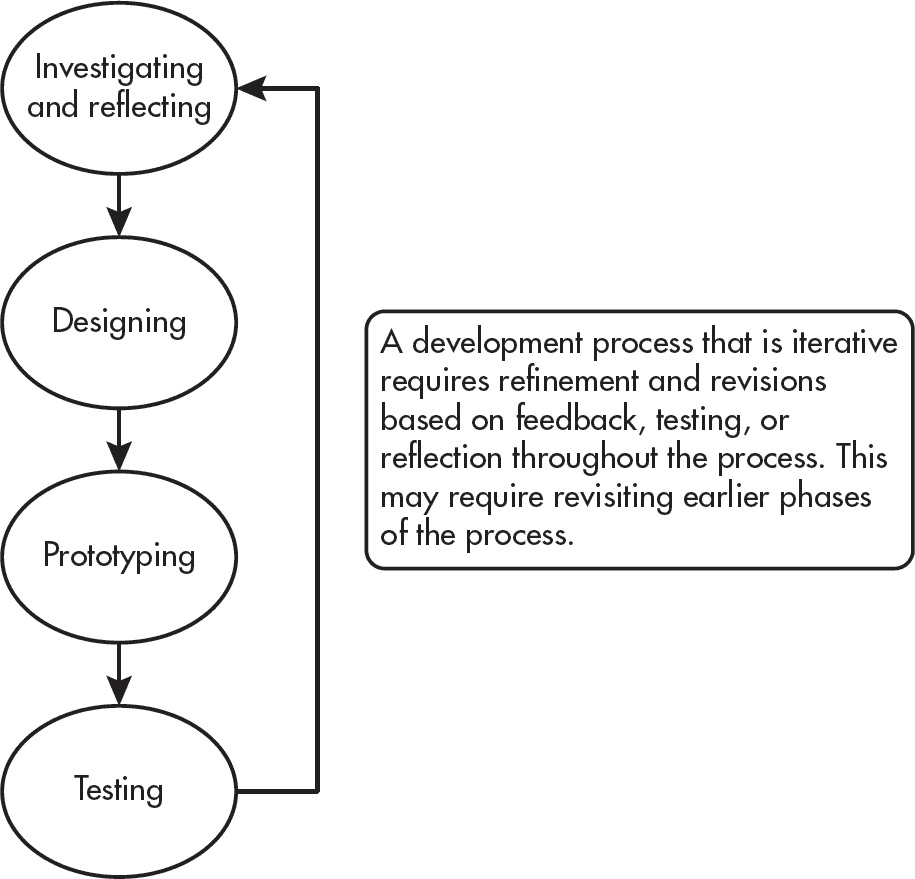 Investigating
and reflecting
Designing
Prototyping
Testing
A development process that is iterative
requires refinement and revisions
based on feedback, testing, or
reflection throughout the process. This
may require revisiting earlier phases
of the process.